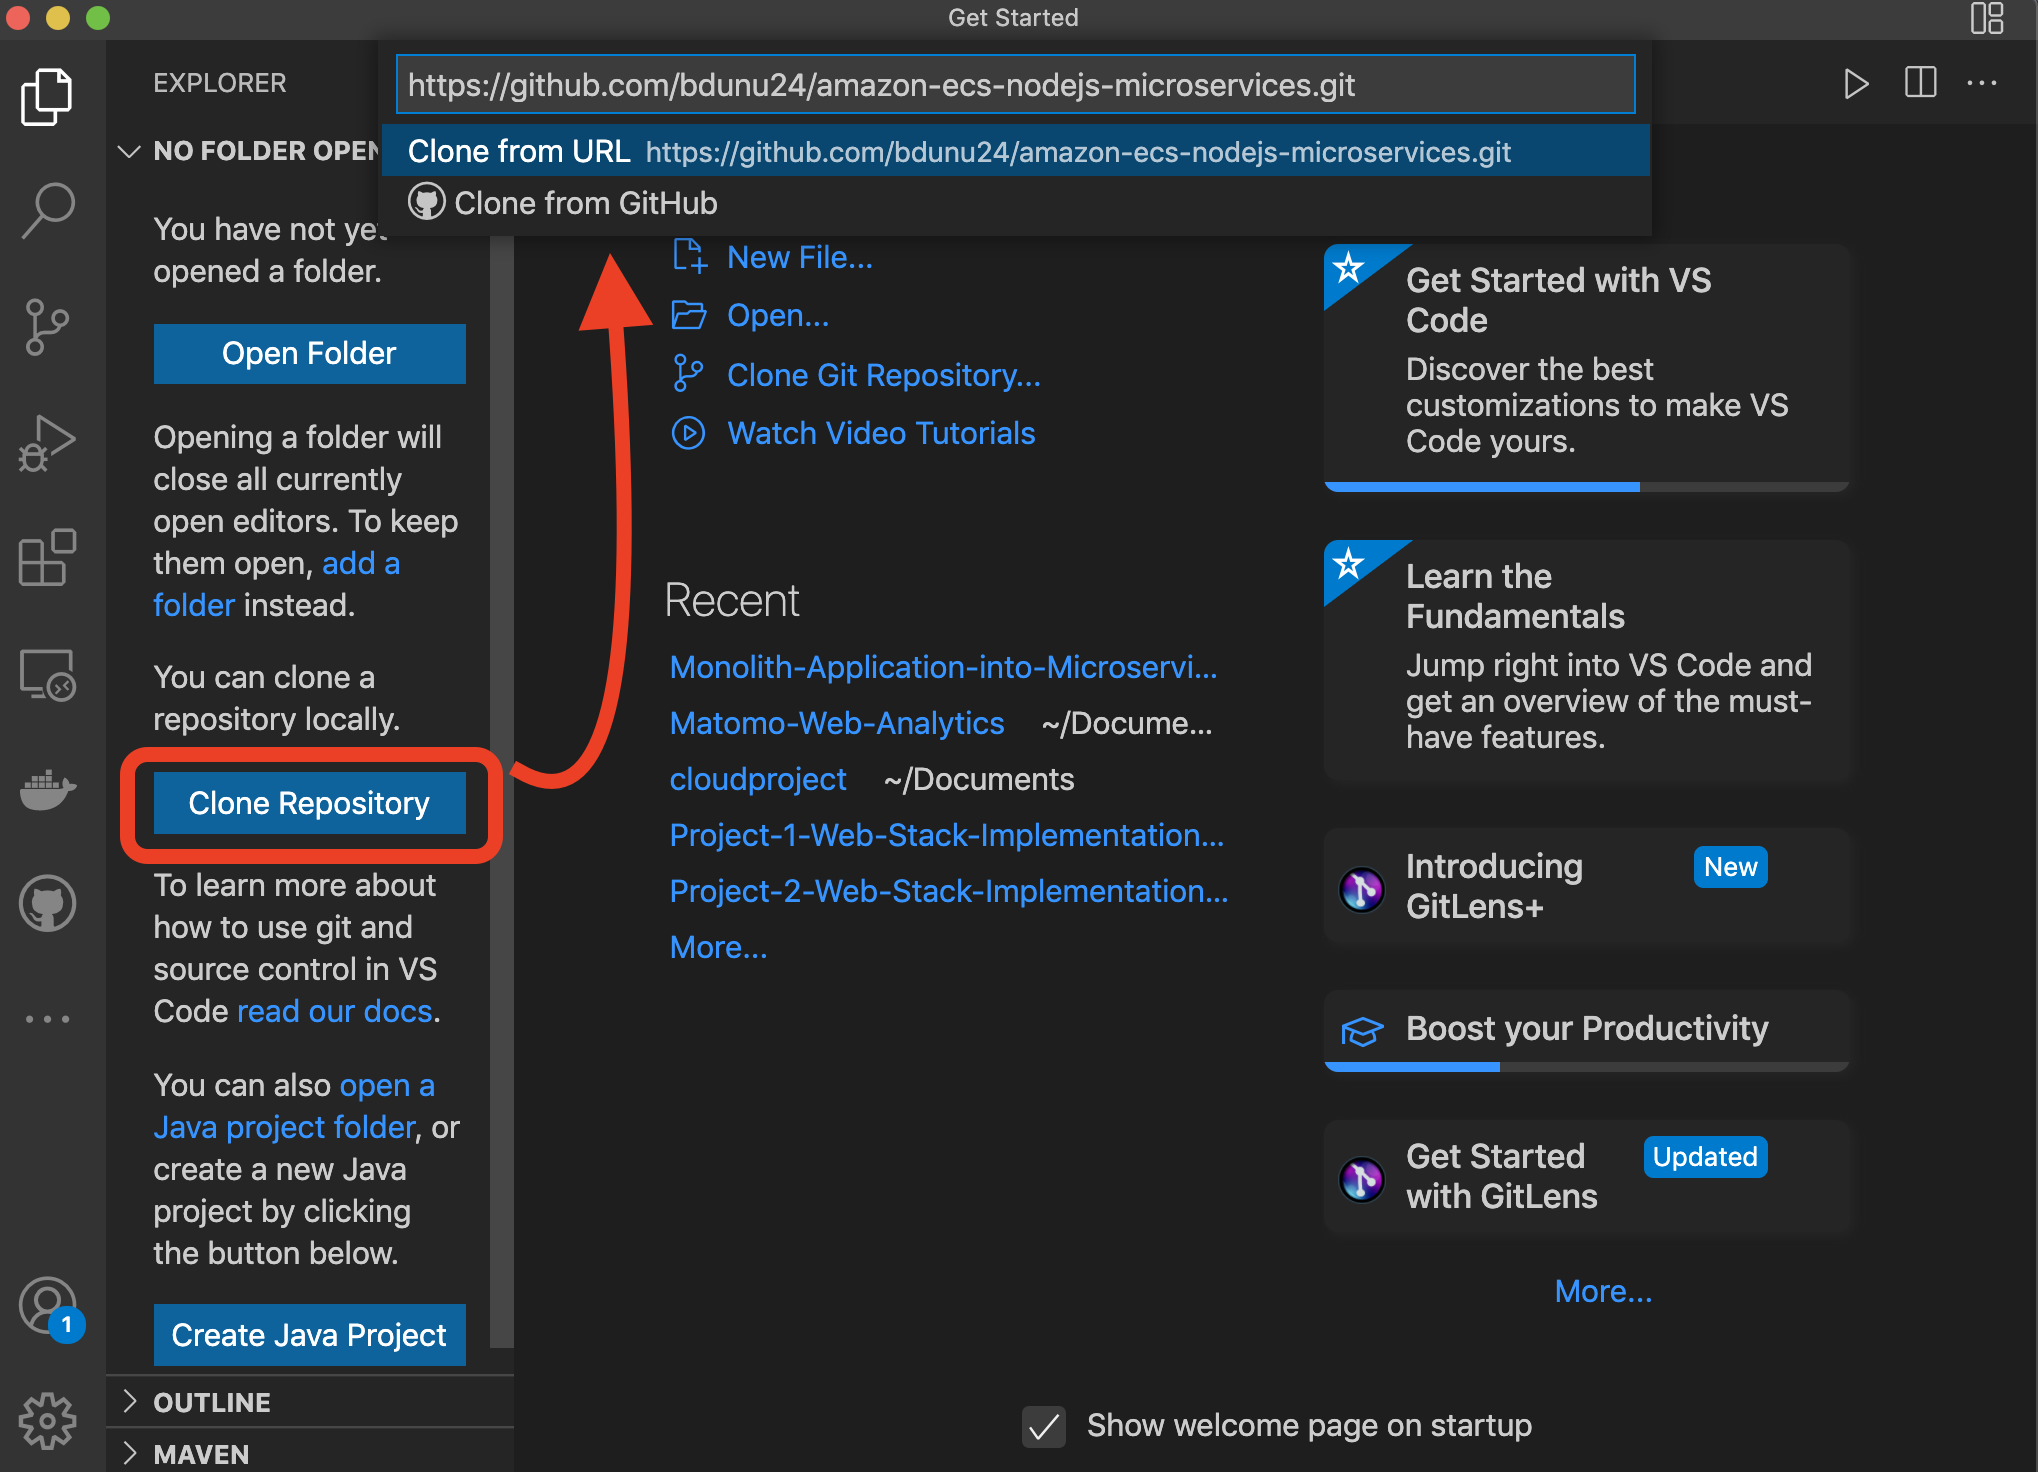 Get Started
EXPLORER
https://github.com/bdunu24/amazon-ecs-nodejs-microservices.git
Clone from URL https://github.com/bdunu24/amazon-ecs-nodejs-microservices.git
Clone from GitHub
NO FOLDER OPEN
You have not yet
opened a folder.
Open Folder
Opening a folder will
close all currently
open editors. To keep
them open, add a
folder instead.
You can clone a
repository locally.
Clone Repository
To learn more about
how to use git and
source control in VS
Code read our docs.
You can also open a
Java project folder, or
create a new Java
project by clicking
the button below.
Create Java Project
OUTLINE
MAVEN
1
New File...
Open...
Clone Git Repository...
Watch Video Tutorials
Recent
Monolith-Application-into-Microservi...
Matomo-Web-Analytics ~/Docume...
cloudproject ~/Documents
Project-1-Web-Stack-Implementation...
Project-2-Web-Stack-Implementation...
More...
Get Started with VS
Code
Discover the best
customizations to make VS
Code yours.
Learn the
Fundamentals
Jump right into VS Code and
get an overview of the must-
have features.
Introducing New
GitLens+
Boost your Productivity
Get Started Updated
with GitLens
More...
Show welcome page on startup